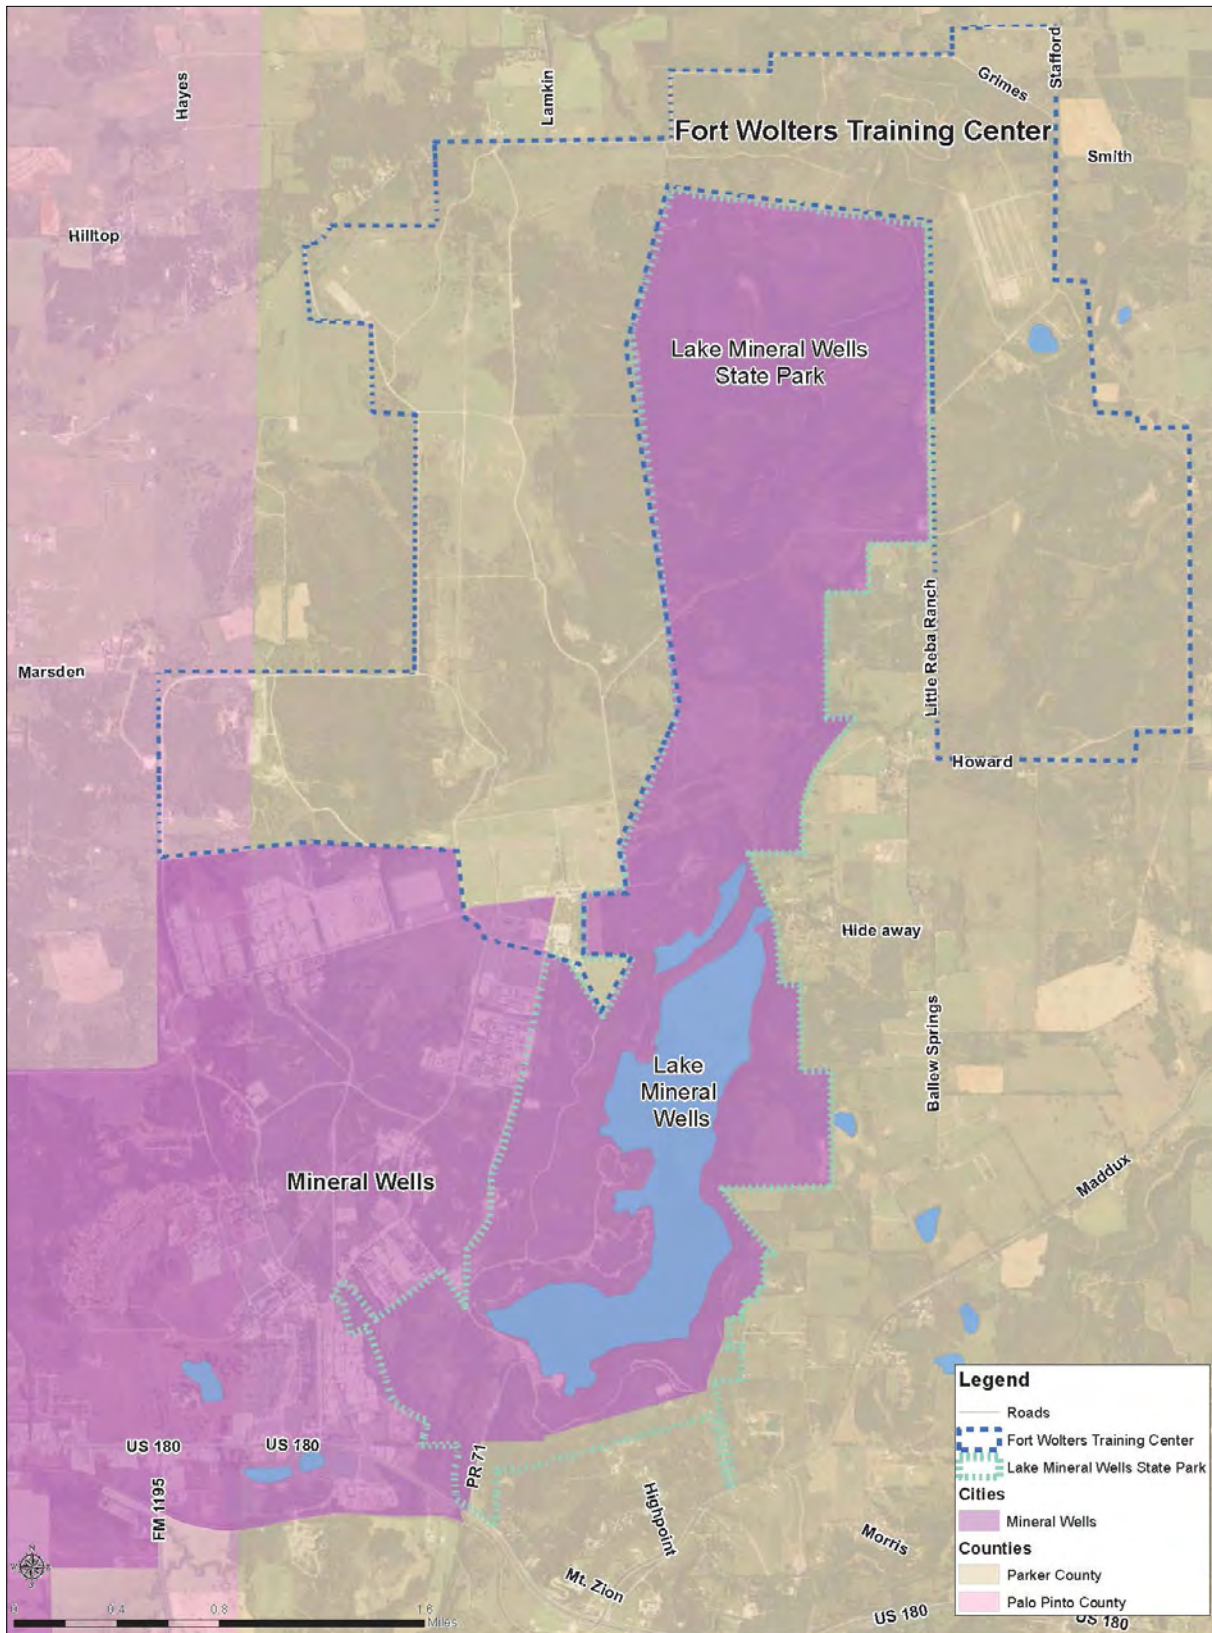 Hayes
Lamkin
Grimes
Stafford
Fort Wolters Training Center
Smith
Hilltop
Lake Mineral Wells
State Park
Little Reba Ranch
Marsden
Howard
Hide away
Ballew Springs
Lake
Mineral
Wells
Maddux
Mineral Wells
US 180
US 180
PR 71
FM 1195
Highpoint
Morris
Mt. Zion
US 180
US 180
Legend
Roads
Fort Wolters Training Center
Lake Mineral Wells State Park
Cities
Mineral Wells
Counties
Parker County
Palo Pinto County
N
W E
S
0 0.4 0.8 1.6
Miles